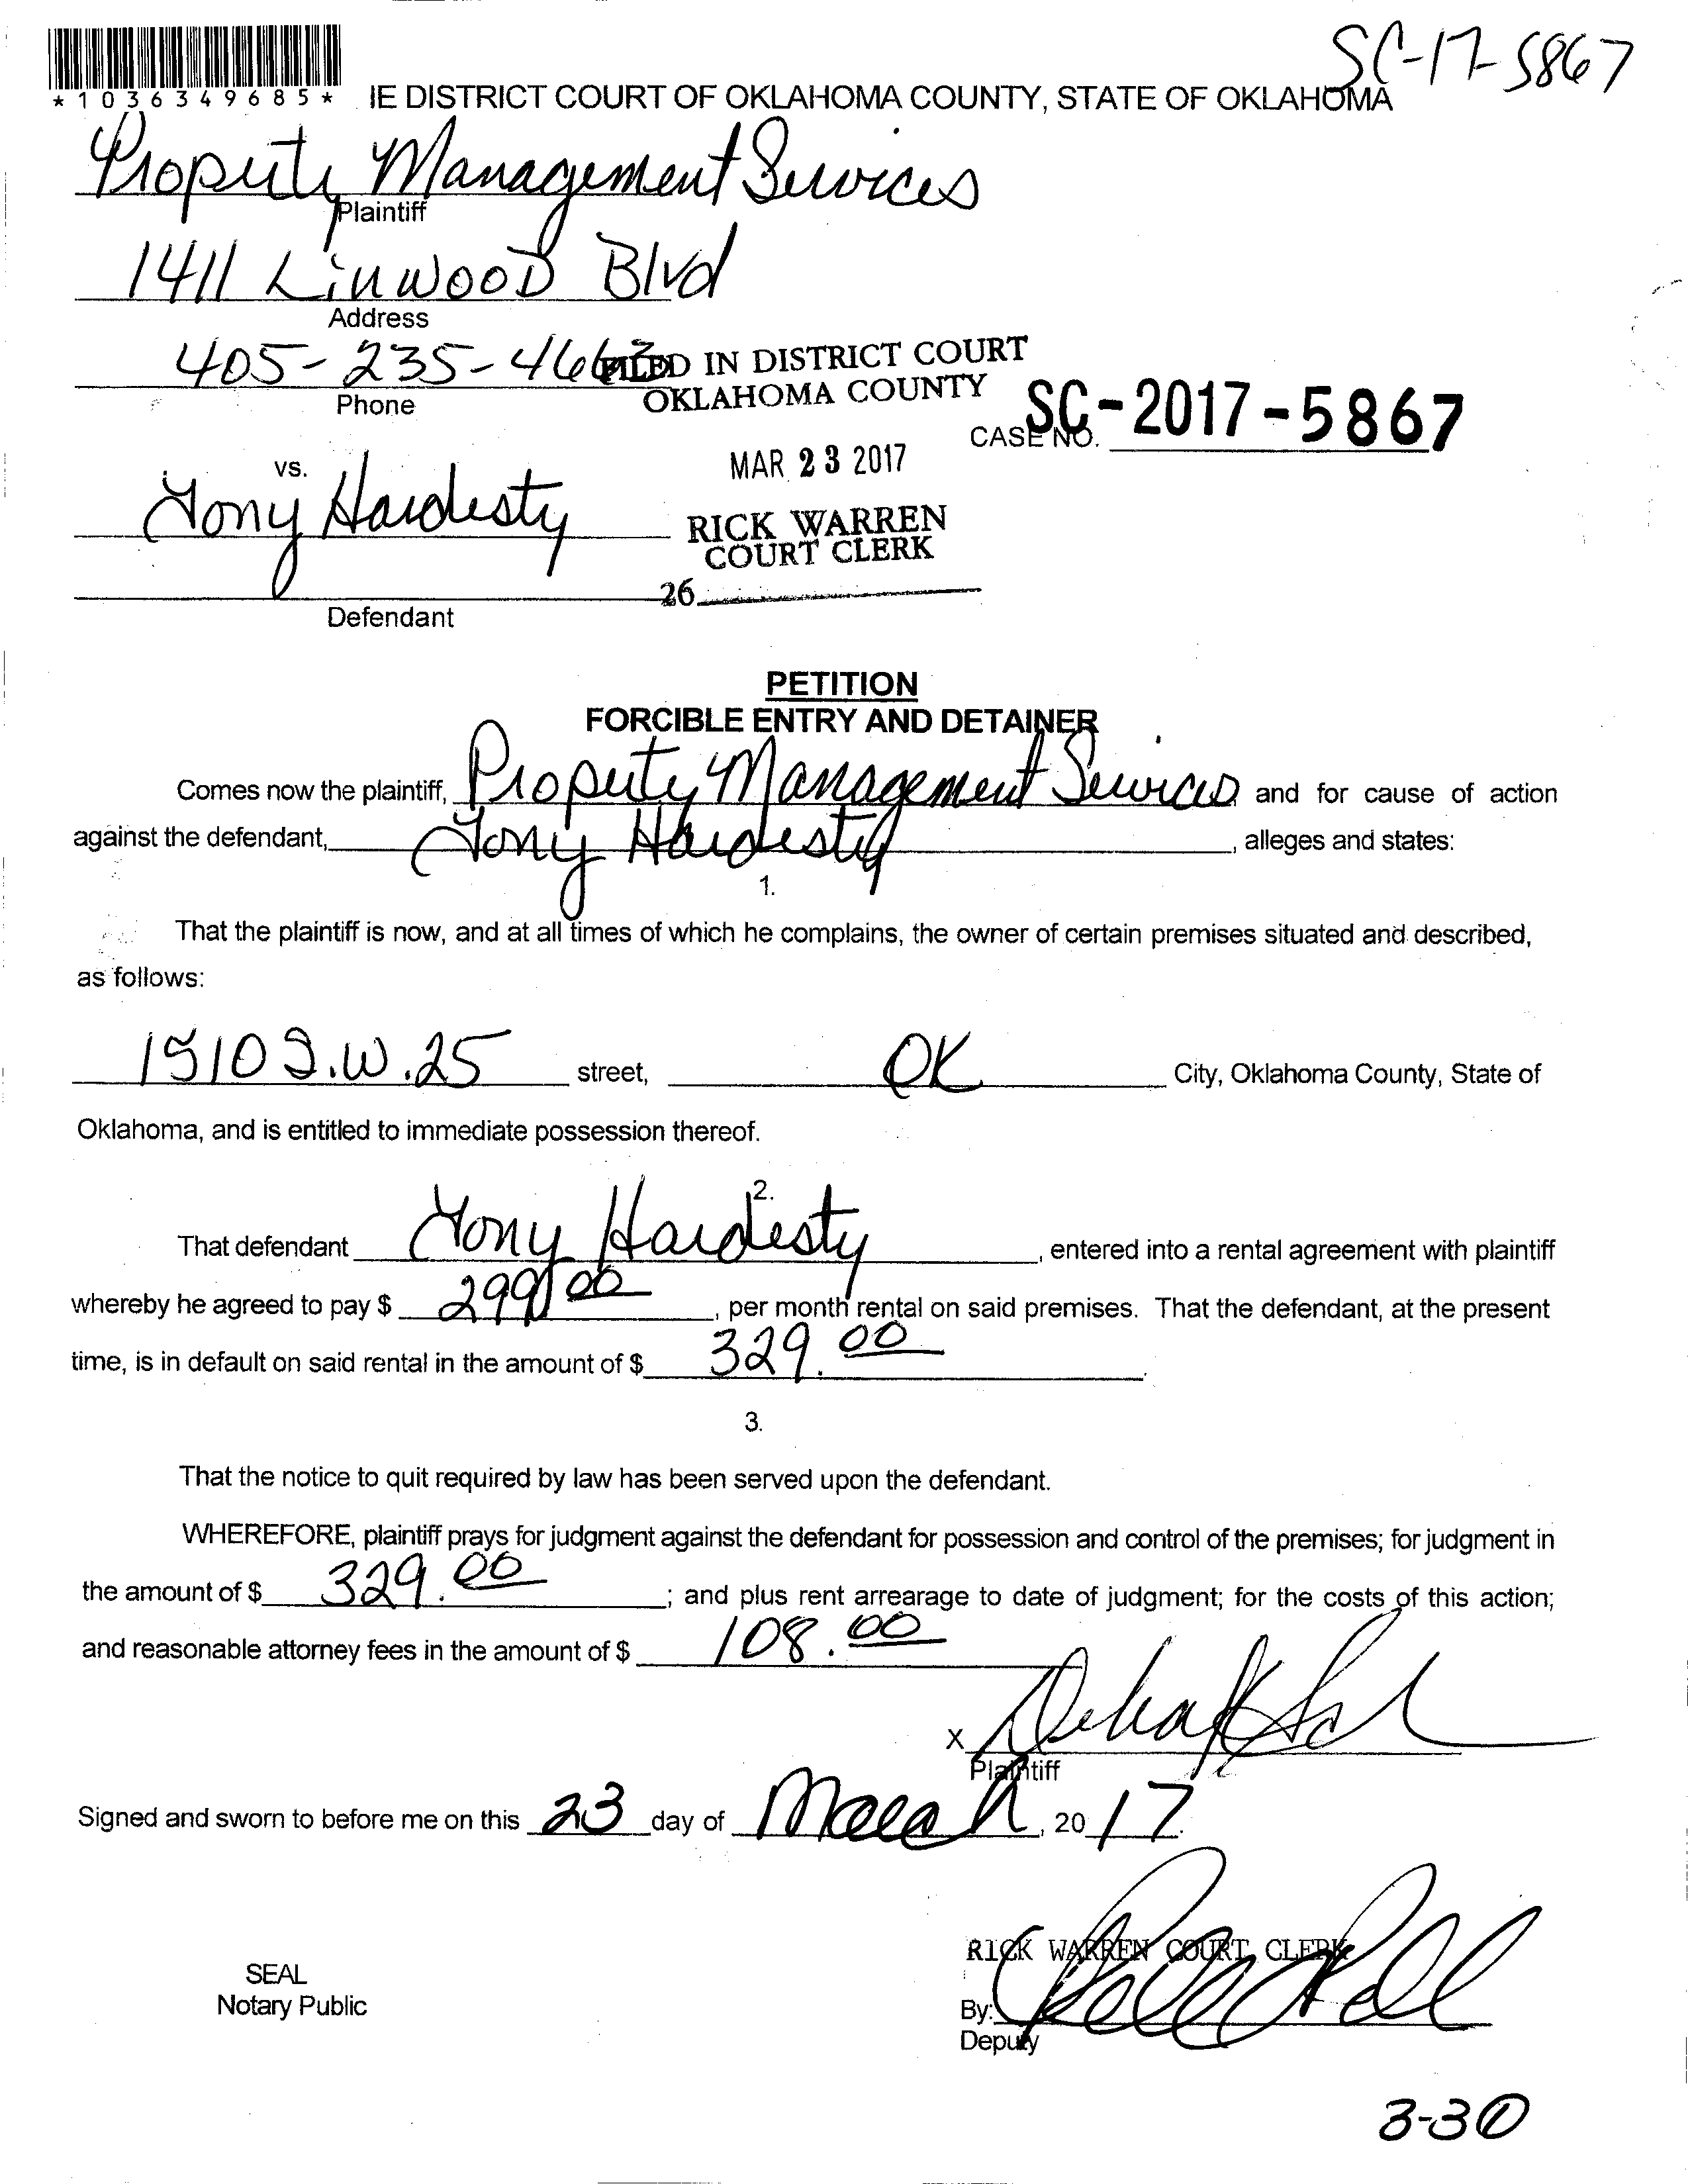 SC-17-5867
*1036349685*
IE DISTRICT COURT OF OKLAHOMA COUNTY, STATE OF OKLAHOMA
Property Management Services
Plaintiff
1411 Linwood Blvd
Address
405-235-4663
Phone
FILED IN DISTRICT COURT
OKLAHOMA COUNTY
CASE NO. SC-2017-5867
MAR 23 2017
vs.
Tony Hardesty
RICK WARREN
COURT CLERK
26
Defendant
PETITION
FORCIBLE ENTRY AND DETAINER
Comes now the plaintiff, Property Management Services and for cause of action
against the defendant, Tony Hardesty, alleges and states:
1.
That the plaintiff is now, and at all times of which he complains, the owner of certain premises situated and described,
as follows:
1510 S.W. 25 street, OK City, Oklahoma County, State of
Oklahoma, and is entitled to immediate possession thereof.
2.
That defendant Tony Hardesty, entered into a rental agreement with plaintiff
whereby he agreed to pay $ 299.00, per month rental on said premises. That the defendant, at the present
time, is in default on said rental in the amount of $ 329.00.
3.
That the notice to quit required by law has been served upon the defendant.
WHEREFORE, plaintiff prays for judgment against the defendant for possession and control of the premises; for judgment in
the amount of $ 329.00; and plus rent arrearage to date of judgment; for the costs of this action;
and reasonable attorney fees in the amount of $ 108.00
X
Plaintiff
Signed and sworn to before me on this 23 day of March, 2017.
RICK WARREN COURT CLERK
SEAL
Notary Public
By:
Deputy
3-30